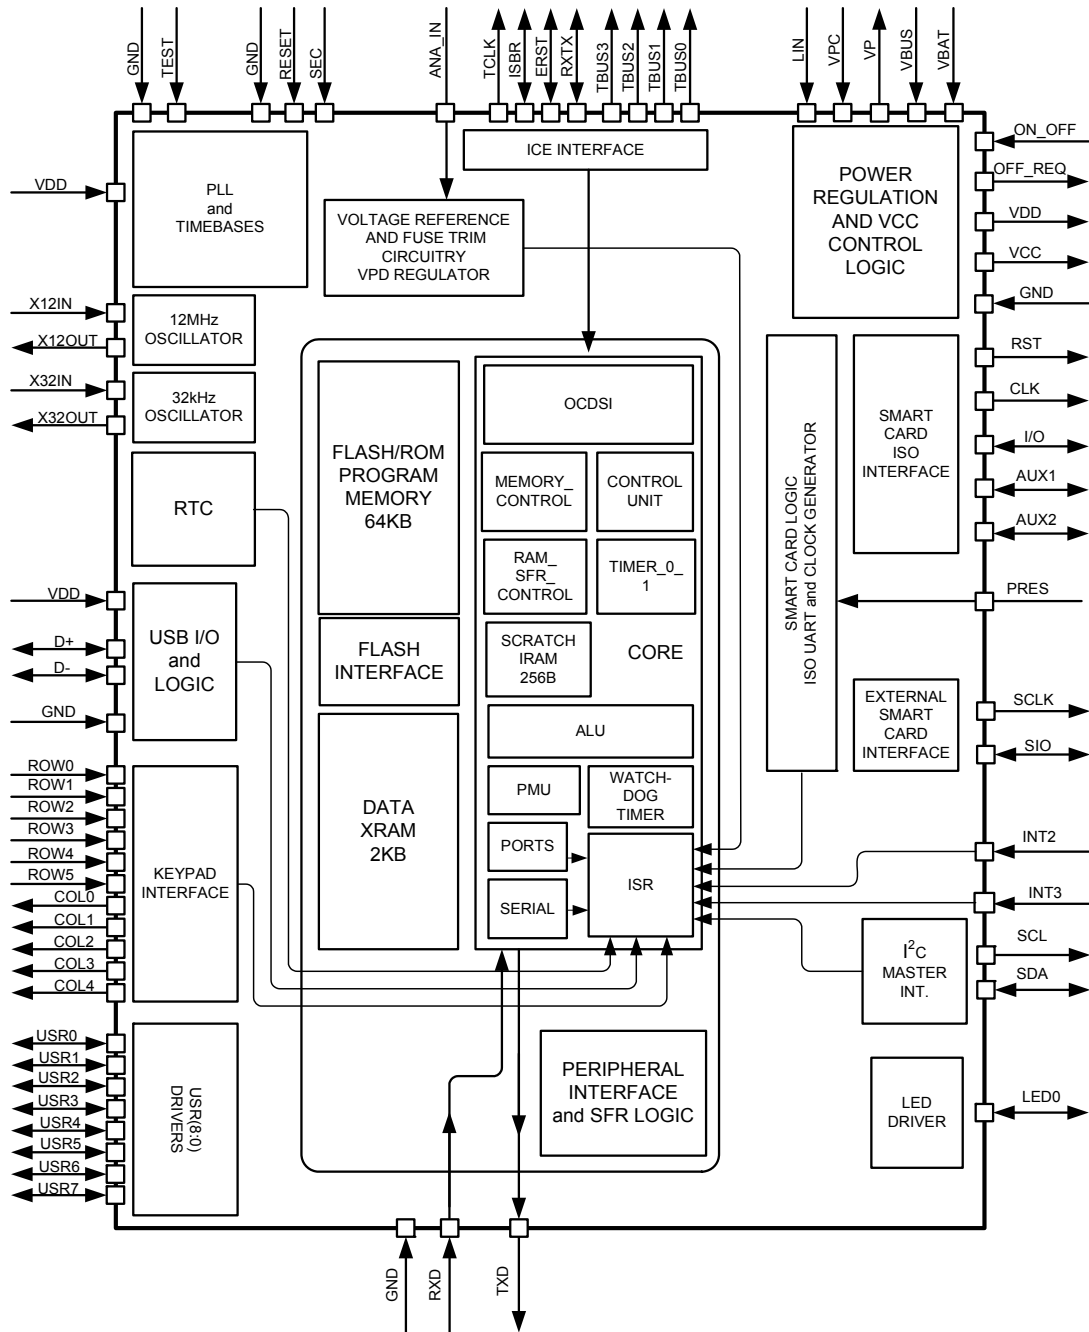 GND
TEST
GND
RESET
SEC
ANA_IN
TCLK
ISBR
ERST
RXTX
TBUS3
TBUS2
TBUS1
TBUS0
LIN
VPC
VP
VBUS
VBAT
VDD
X12IN
X12OUT
X32IN
X32OUT
VDD
D+
D-
GND
ROW0
ROW1
ROW2
ROW3
ROW4
ROW5
COL0
COL1
COL2
COL3
COL4
USR0
USR1
USR2
USR3
USR4
USR5
USR6
USR7
PLL
and
TIMEBASES
12MHz
OSCILLATOR
32kHz
OSCILLATOR
RTC
USB I/O
and
LOGIC
KEYPAD
INTERFACE
USR(8:0)
DRIVERS
ICE INTERFACE
VOLTAGE REFERENCE
AND FUSE TRIM
CIRCUITRY
VPD REGULATOR
FLASH/ROM
PROGRAM
MEMORY
64KB
FLASH
INTERFACE
DATA
XRAM
2KB
OCDSI
MEMORY_
CONTROL
CONTROL
UNIT
RAM_
SFR_
CONTROL
TIMER_0_
1
SCRATCH
IRAM
256B
CORE
ALU
PMU
WATCH-
DOG
TIMER
PORTS
SERIAL
ISR
PERIPHERAL
INTERFACE
and SFR LOGIC
POWER
REGULATION
AND VCC
CONTROL
LOGIC
SMART CARD LOGIC
ISO UART and CLOCK GENERATOR
SMART
CARD
ISO
INTERFACE
EXTERNAL
SMART
CARD
INTERFACE
I2C
MASTER
INT.
LED
DRIVER
ON_OFF
OFF_REQ
VDD
VCC
GND
RST
CLK
I/O
AUX1
AUX2
PRES
SCLK
SIO
INT2
INT3
SCL
SDA
LED0
GND
RXD
TXD